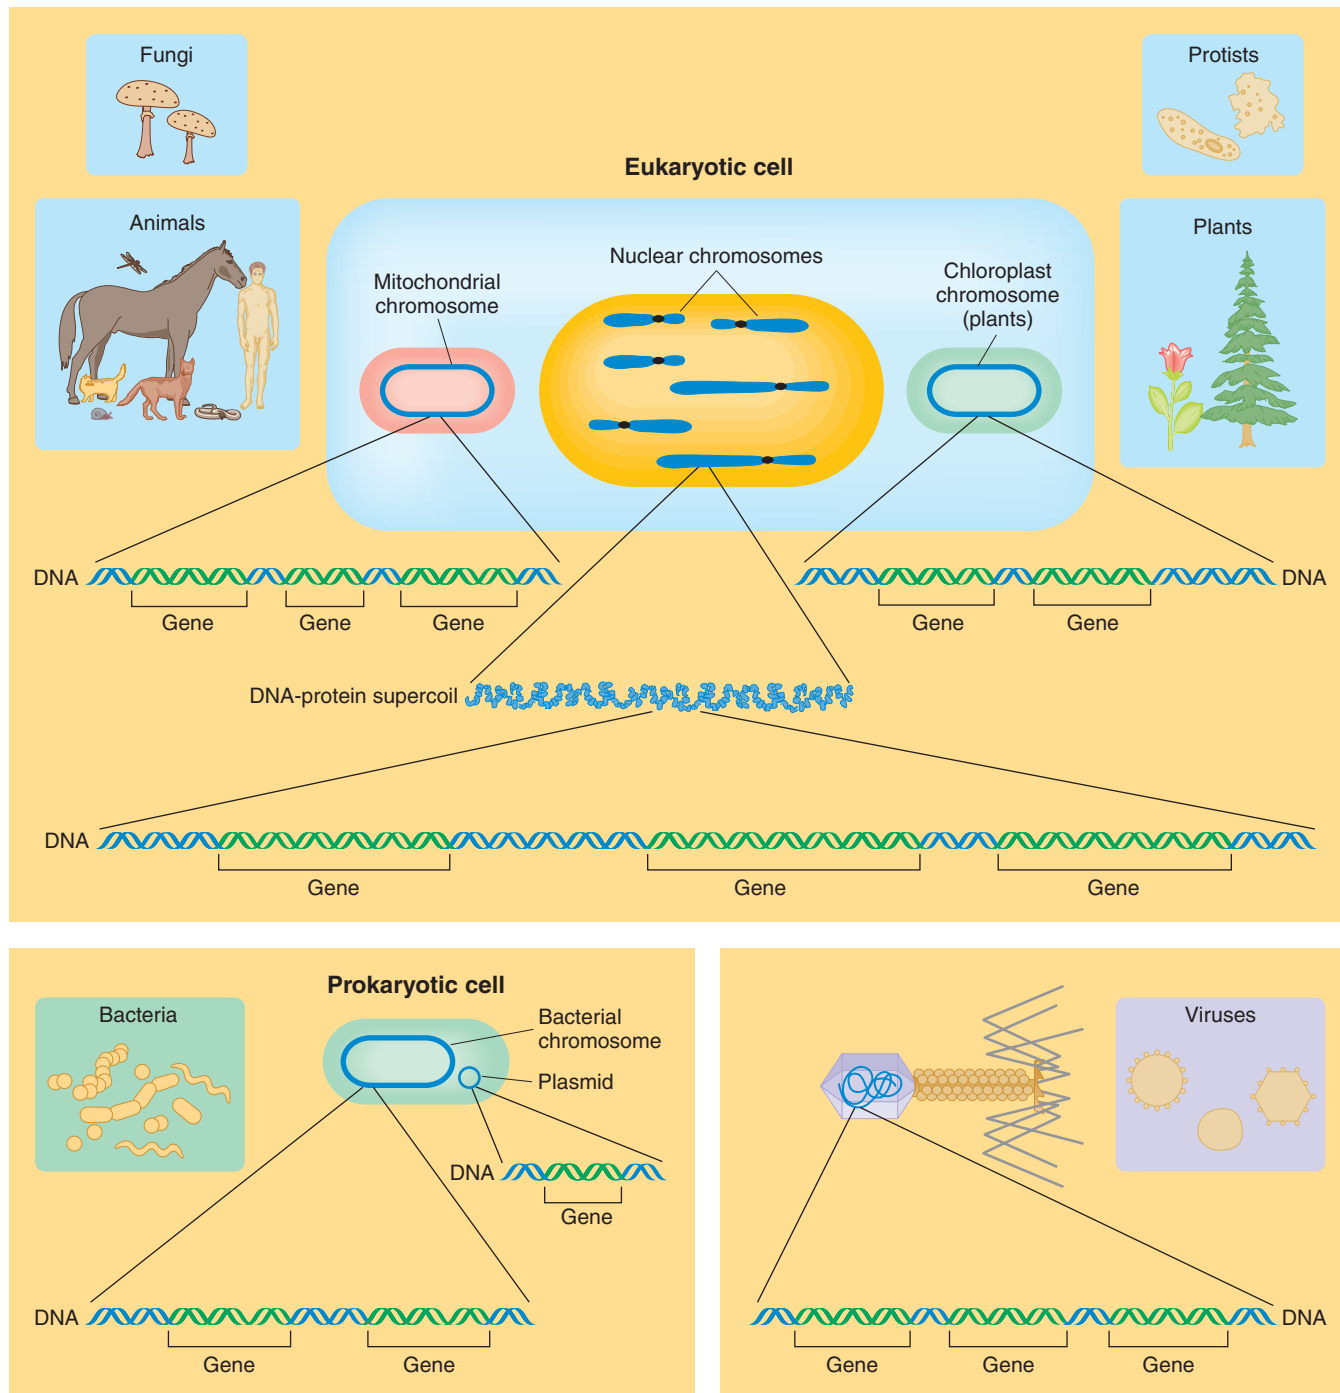 Fungi
Protists
Eukaryotic cell
Animals
Plants
Nuclear chromosomes
Mitochondrial
chromosome
Chloroplast
chromosome
(plants)
DNA
Gene
Gene
Gene
DNA
Gene
Gene
DNA-protein supercoil
DNA
Gene
Gene
Gene
Prokaryotic cell
Bacteria
Bacterial
chromosome
Plasmid
DNA
Gene
DNA
Gene
Gene
Viruses
DNA
Gene
Gene
Gene